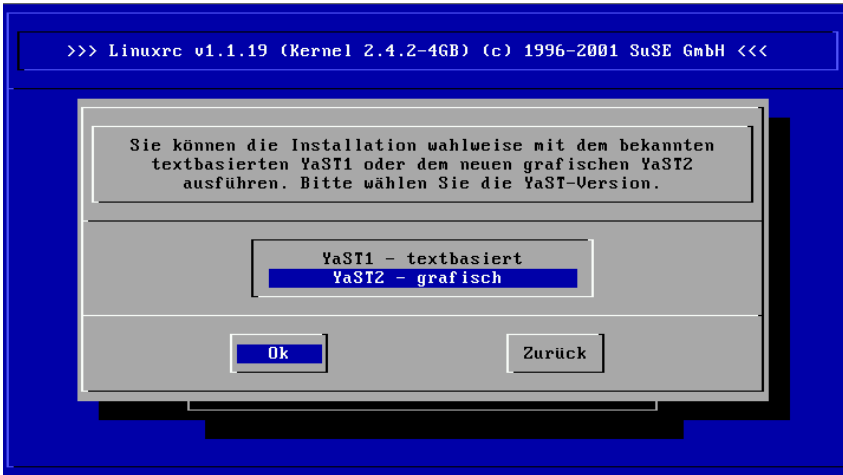 >>> Linuxrc v1.1.19 (Kernel 2.4.2-4GB) (c) 1996-2001 SuSE GmbH <<<
Sie können die Installation wahlweise mit dem bekannten
textbasierten YaST1 oder dem neuen grafischen YaST2
ausführen. Bitte wählen Sie die YaST-Version.
YaST1 - textbasiert
YaST2 - grafisch
Ok
Zurück